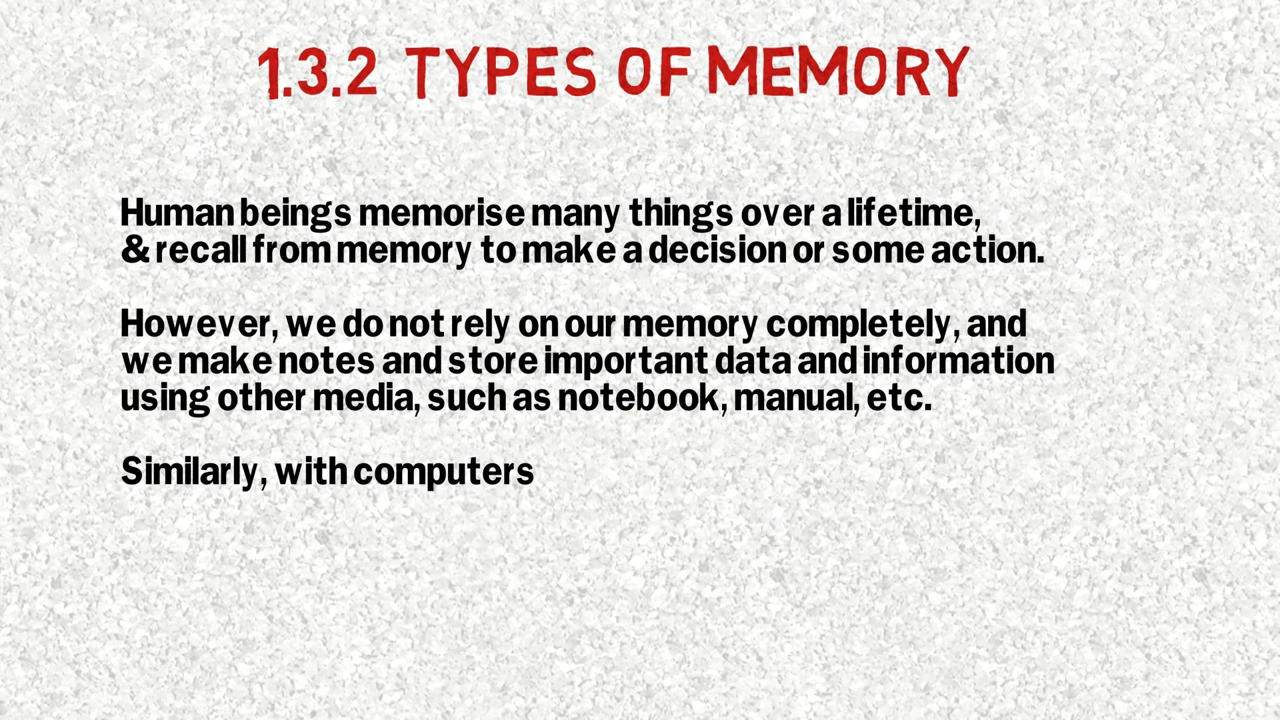 1.3.2 TYPES OF MEMORY
Human beings memorise many things over a lifetime,
& recall from memory to make a decision or some action.
However, we do not rely on our memory completely, and
we make notes and store important data and information
using other media, such as notebook, manual, etc.
Similarly, with computers